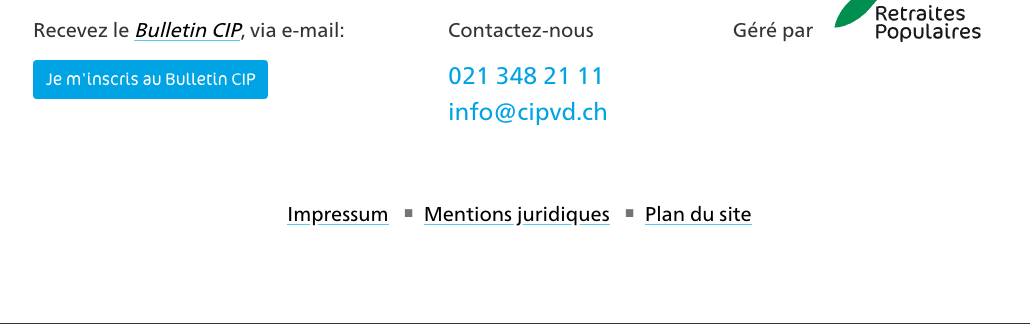 Recevez le Bulletin CIP, via e-mail:
Je m'inscris au Bulletin CIP
Contactez-nous
021 348 21 11
info@cipvd.ch
Géré par
Retraites
Populaires
Impressum ▪ Mentions juridiques ▪ Plan du site